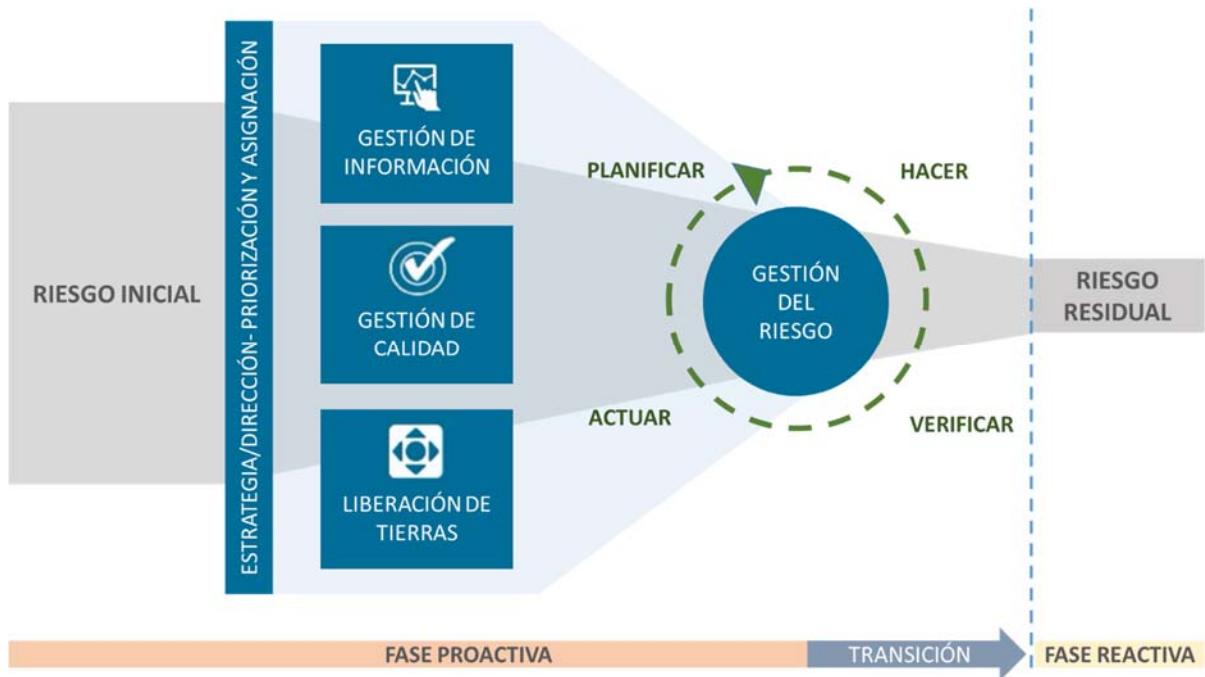 RIESGO INICIAL
ESTRATEGIA/DIRECCIÓN- PRIORIZACIÓN Y ASIGNACIÓN
GESTIÓN DE
INFORMACIÓN
GESTIÓN DE
CALIDAD
LIBERACIÓN DE
TIERRAS
PLANIFICAR
HACER
GESTIÓN
DEL
RIESGO
ACTUAR
VERIFICAR
RIESGO
RESIDUAL
FASE PROACTIVA
TRANSICIÓN
FASE REACTIVA